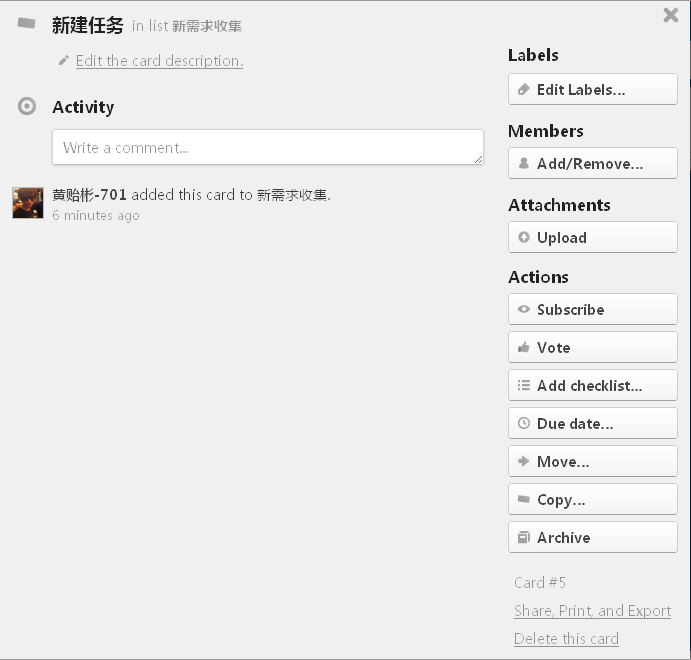 新建任务 in list 新需求收集
Edit the card description.
Activity
Write a comment...
黄贻彬-701 added this card to 新需求收集.
6 minutes ago
Labels
Edit Labels...
Members
Add/Remove...
Attachments
Upload
Actions
Subscribe
Vote
Add checklist...
Due date...
Move...
Copy...
Archive
Card #5
Share, Print, and Export
Delete this card